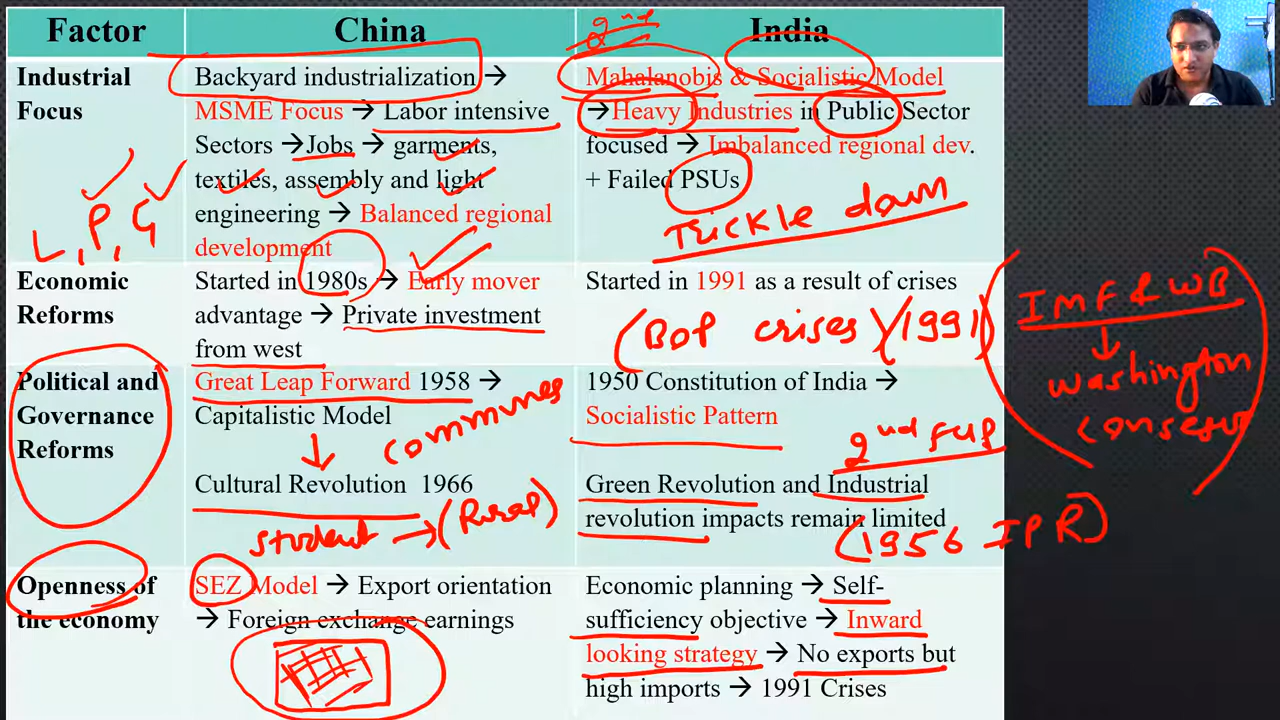 Factor
China
India
2nd
Industrial
Focus
Backyard industrialization →
MSME Focus → Labor intensive
Sectors → Jobs → garments,
textiles, assembly and light
engineering → Balanced regional
development
L, P, G
Mahalanobis & Socialistic Model
→ Heavy Industries in Public Sector
focused → Imbalanced regional dev.
+ Failed PSUs
Trickle down
Economic
Reforms
Started in 1980s → Early mover
advantage → Private investment
from west
Started in 1991 as a result of crises
(BoP crises) (1991)
(IMF & WB
↓
Washington
Political and
Governance
Reforms
Great Leap Forward 1958 →
Capitalistic Model
communes
↓
Cultural Revolution 1966
student → (Rural)
1950 Constitution of India →
Socialistic Pattern
2nd FYP
Green Revolution and Industrial
revolution impacts remain limited
(1956 IPR)
Openness of
the economy
SEZ Model → Export orientation
→ Foreign exchange earnings
Economic planning → Self-
sufficiency objective → Inward
looking strategy → No exports but
high imports → 1991 Crises